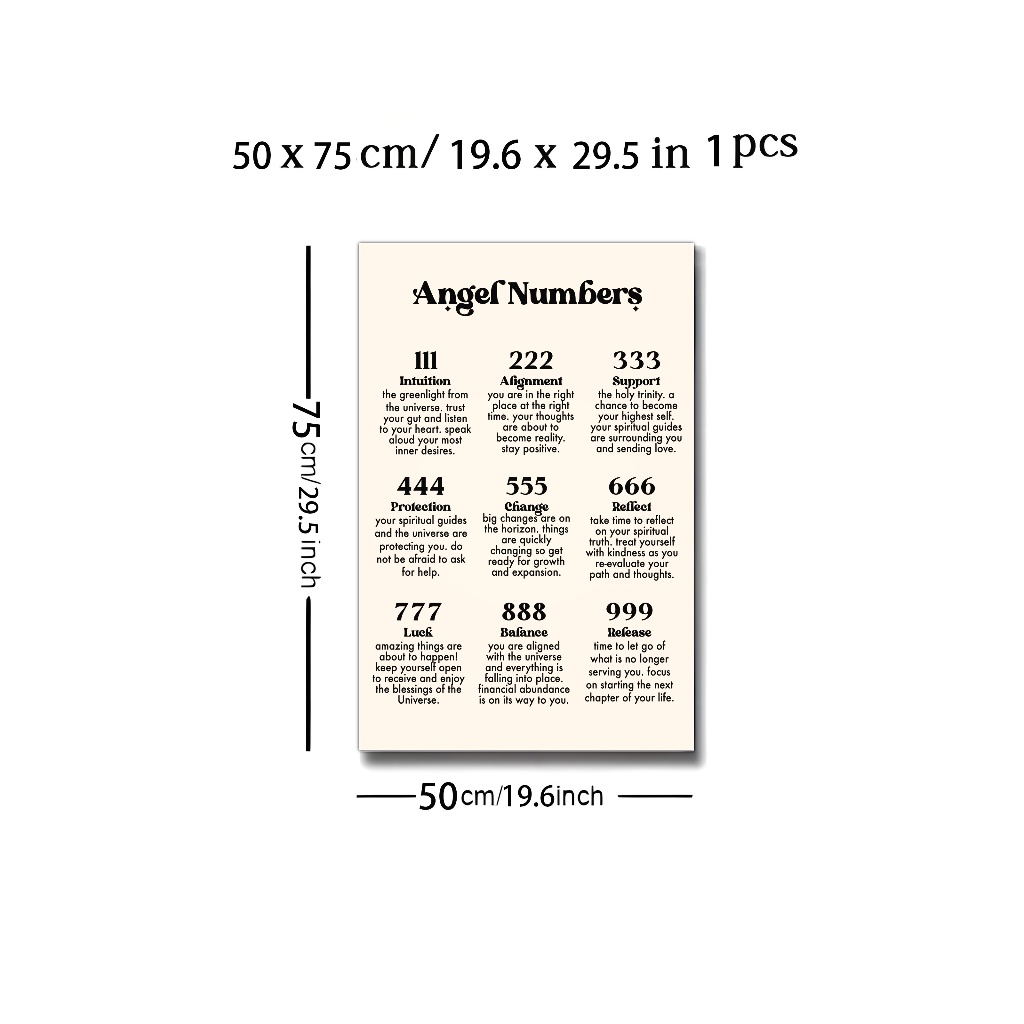 50 x 75 cm/ 19.6 x 29.5 in 1 pcs
Angel Numbers
111
Intuition
the greenlight from
the universe. trust
your gut and listen
to your heart. speak
aloud your most
inner desires.
222
Alignment
you are in the right
place at the right
time. your thoughts
are about to
become reality.
stay positive.
333
Support
the holy trinity. a
chance to become
your highest self.
your spiritual guides
are surrounding you
and sending love.
444
Protection
your spiritual guides
and the universe are
protecting you. do
not be afraid to ask
for help.
555
Change
big changes are on
the horizon. things
are quickly
changing so get
ready for growth
and expansion.
666
Reflect
take time to reflect
on your spiritual
truth. treat yourself
with kindness as you
re-evaluate your
path and thoughts.
777
Luck
amazing things are
about to happen!
keep yourself open
to receive and enjoy
the blessings of the
Universe.
888
Balance
you are aligned
with the universe
and everything is
falling into place.
financial abundance
is on its way to you.
999
Release
time to let go of
what is no longer
serving you. focus
on starting the next
chapter of your life.
75cm/29.5inch
50cm/19.6inch